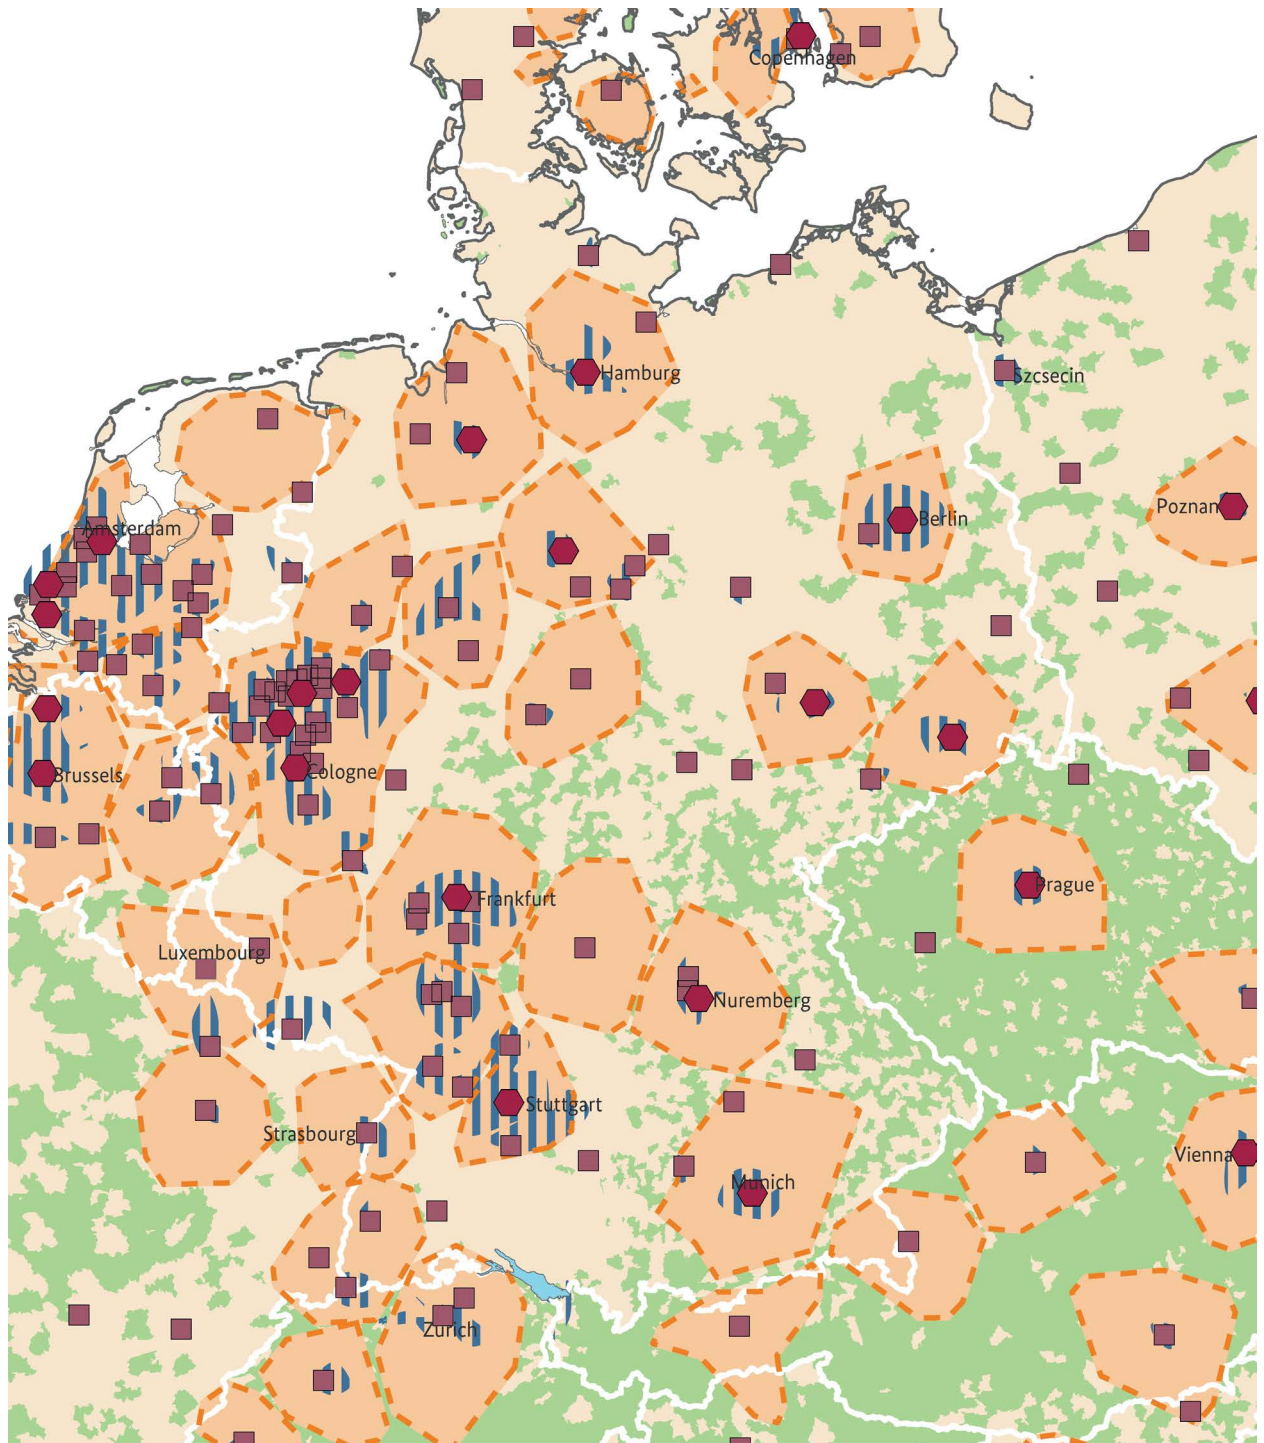 Copenhagen
Hamburg
Szcsecin
Poznan
Berlin
Amsterdam
Brussels
Cologne
Frankfurt
Prague
Luxembourg
Nuremberg
Stuttgart
Strasbourg
Vienna
Munich
Zurich